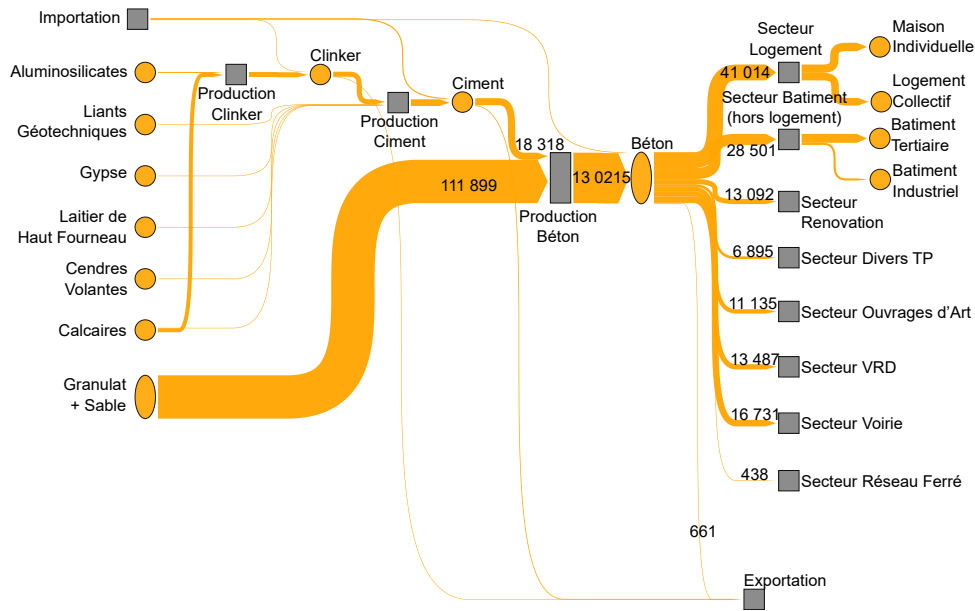 Importation
Aluminosilicates
Liants
Géotechniques
Gypse
Laitier de
Haut Fourneau
Cendres
Volantes
Calcaires
Granulat
+ Sable
Production
Clinker
Clinker
Production
Ciment
Ciment
18 318
111 899
Production
Béton
13 0215
Béton
Secteur
Logement
41 014
Maison
Individuelle
Logement
Collectif
Secteur Batiment
(hors logement)
28 501
Batiment
Tertiaire
Batiment
Industriel
13 092
Secteur
Renovation
6 895
Secteur Divers TP
11 135
Secteur Ouvrages d'Art
13 487
Secteur VRD
16 731
Secteur Voirie
438
Secteur Réseau Ferré
661
Exportation